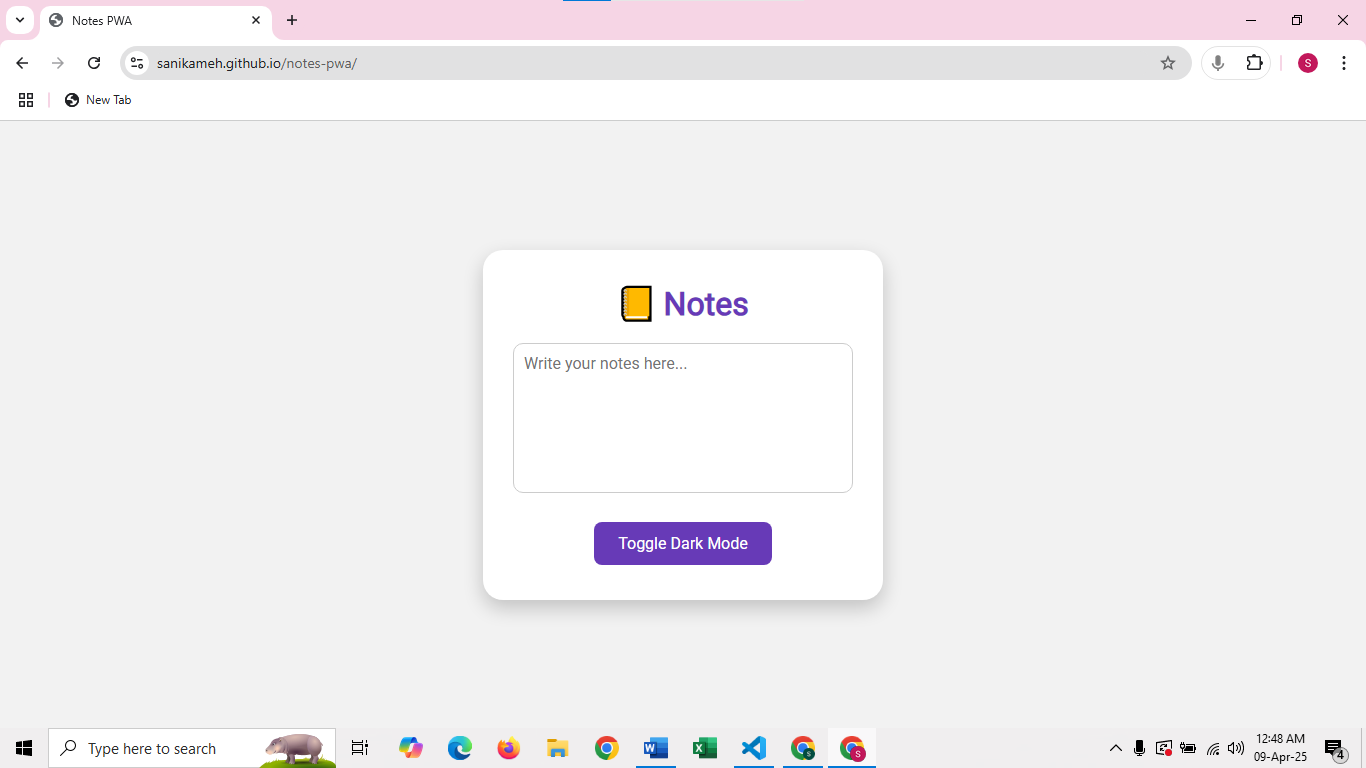 Notes PWA
sanikameh.github.io/notes-pwa/
S
New Tab
Notes
Write your notes here...
Toggle Dark Mode
Type here to search
12:48 AM
09-Apr-25
4